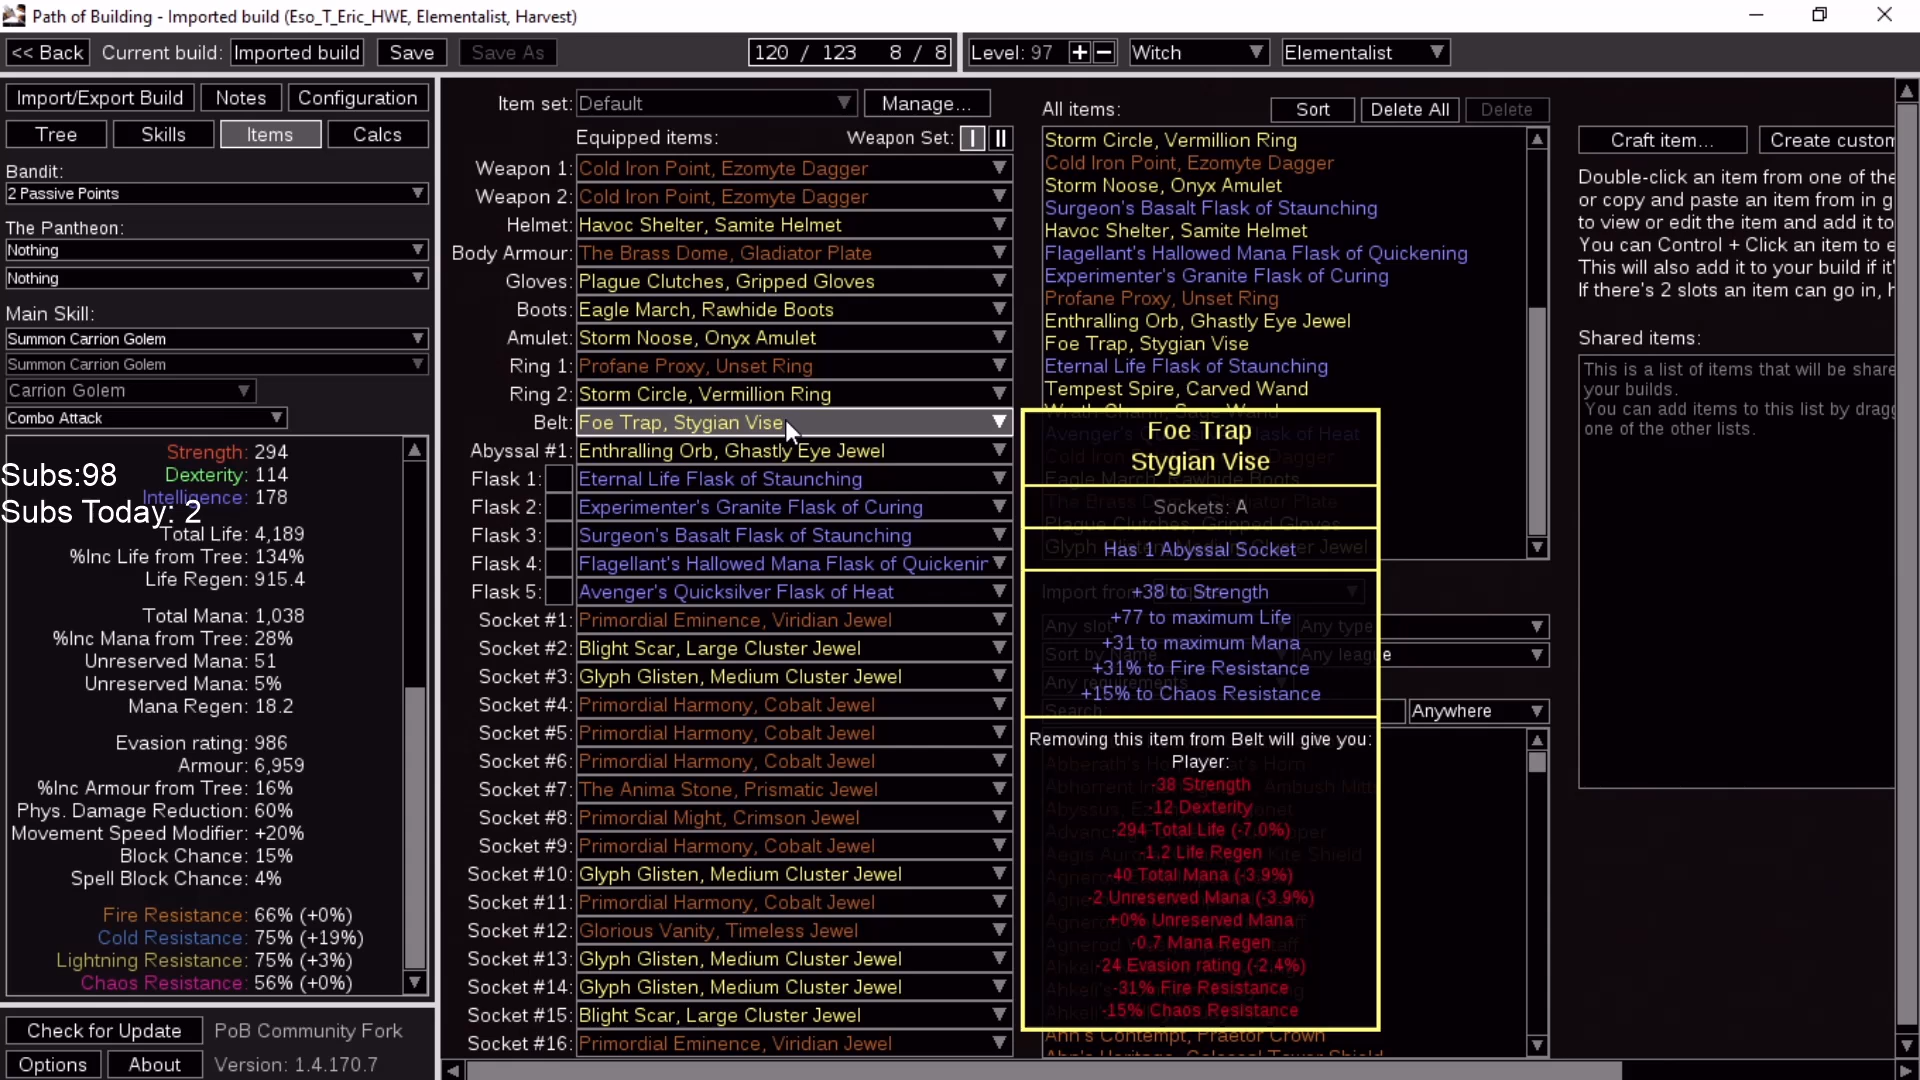 Path of Building - Imported build (Eso_T_Eric_HWE, Elementalist, Harvest)
<< Back Current build: Imported build Save Save As 120 / 123 8 / 8 Level: 97 + - Witch Elementalist
Import/Export Build Notes Configuration
Tree Skills Items Calcs
Bandit:
2 Passive Points
The Pantheon:
Nothing
Nothing
Main Skill:
Summon Carrion Golem
Summon Carrion Golem
Carrion Golem
Combo Attack
Strength: 294
Dexterity: 114
Intelligence: 178
Subs:98
Subs Today: 2
Total Life: 4,189
%Inc Life from Tree: 134%
Life Regen: 915.4
Total Mana: 1,038
%Inc Mana from Tree: 28%
Unreserved Mana: 51
Unreserved Mana: 5%
Mana Regen: 18.2
Evasion rating: 986
Armour: 6,959
%Inc Armour from Tree: 16%
Phys. Damage Reduction: 60%
Movement Speed Modifier: +20%
Block Chance: 15%
Spell Block Chance: 4%
Fire Resistance: 66% (+0%)
Cold Resistance: 75% (+19%)
Lightning Resistance: 75% (+3%)
Chaos Resistance: 56% (+0%)
Check for Update PoB Community Fork
Options About Version: 1.4.170.7
Item set: Default Manage...
Equipped items: Weapon Set: I II
Weapon 1: Cold Iron Point, Ezomyte Dagger
Weapon 2: Cold Iron Point, Ezomyte Dagger
Helmet: Havoc Shelter, Samite Helmet
Body Armour: The Brass Dome, Gladiator Plate
Gloves: Plague Clutches, Gripped Gloves
Boots: Eagle March, Rawhide Boots
Amulet: Storm Noose, Onyx Amulet
Ring 1: Profane Proxy, Unset Ring
Ring 2: Storm Circle, Vermillion Ring
Belt: Foe Trap, Stygian Vise
Abyssal #1: Enthralling Orb, Ghastly Eye Jewel
Flask 1: Eternal Life Flask of Staunching
Flask 2: Experimenter's Granite Flask of Curing
Flask 3: Surgeon's Basalt Flask of Staunching
Flask 4: Flagellant's Hallowed Mana Flask of Quickenin
Flask 5: Avenger's Quicksilver Flask of Heat
Socket #1: Primordial Eminence, Viridian Jewel
Socket #2: Blight Scar, Large Cluster Jewel
Socket #3: Glyph Glisten, Medium Cluster Jewel
Socket #4: Primordial Harmony, Cobalt Jewel
Socket #5: Primordial Harmony, Cobalt Jewel
Socket #6: Primordial Harmony, Cobalt Jewel
Socket #7: The Anima Stone, Prismatic Jewel
Socket #8: Primordial Might, Crimson Jewel
Socket #9: Primordial Harmony, Cobalt Jewel
Socket #10: Glyph Glisten, Medium Cluster Jewel
Socket #11: Primordial Harmony, Cobalt Jewel
Socket #12: Glorious Vanity, Timeless Jewel
Socket #13: Glyph Glisten, Medium Cluster Jewel
Socket #14: Glyph Glisten, Medium Cluster Jewel
Socket #15: Blight Scar, Large Cluster Jewel
Socket #16: Primordial Eminence, Viridian Jewel
All items: Sort Delete All Delete
Storm Circle, Vermillion Ring
Cold Iron Point, Ezomyte Dagger
Storm Noose, Onyx Amulet
Surgeon's Basalt Flask of Staunching
Havoc Shelter, Samite Helmet
Flagellant's Hallowed Mana Flask of Quickening
Experimenter's Granite Flask of Curing
Profane Proxy, Unset Ring
Enthralling Orb, Ghastly Eye Jewel
Foe Trap, Stygian Vise
Eternal Life Flask of Staunching
Tempest Spire, Carved Wand
Foe Trap
Stygian Vise
Sockets: A
Has 1 Abyssal Socket
+38 to Strength
+77 to maximum Life
+31 to maximum Mana
+31% to Fire Resistance
+15% to Chaos Resistance
Removing this item from Belt will give you:
Player:
-38 Strength
-12 Dexterity
-294 Total Life (-7.0%)
-1.2 Life Regen
-40 Total Mana (-3.9%)
-2 Unreserved Mana (-3.9%)
+0% Unreserved Mana
-0.7 Mana Regen
-24 Evasion rating (-2.4%)
-31% Fire Resistance
-15% Chaos Resistance
Any slot Any type
Sort by Name Any league
Search Anywhere
Ahn's Contempt, Praetor Crown
Ahn's Heritage, Colossal Tower Shield
Craft item... Create custom
Double-click an item from one of the
or copy and paste an item from in g
to view or edit the item and add it to
You can Control + Click an item to e
This will also add it to your build if it'
If there's 2 slots an item can go in, h
Shared items:
This is a list of items that will be share
your builds.
You can add items to this list by dragg
one of the other lists.